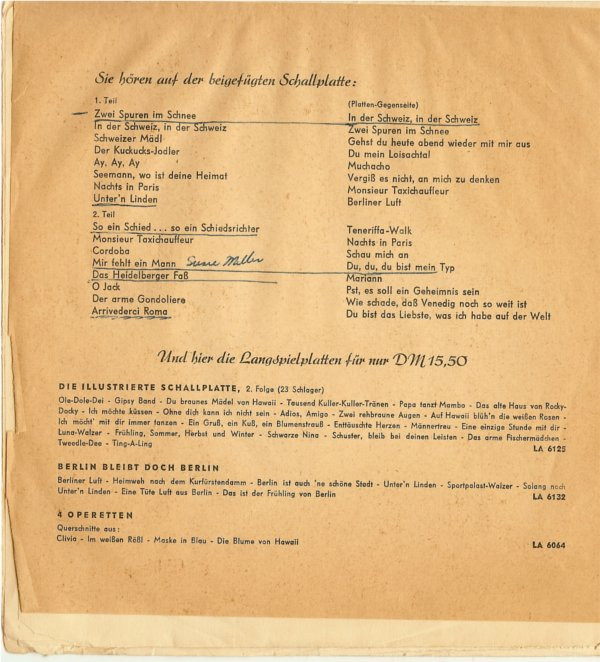 Sie hören auf der beigefügten Schallplatte:
1. Teil
Zwei Spuren im Schnee
In der Schweiz, in der Schweiz
Schweizer Mädl
Der Kuckucks-Jodler
Ay, Ay, Ay
Seemann, wo ist deine Heimat
Nachts in Paris
Unter'n Linden
2. Teil
So ein Schied... so ein Schiedsrichter
Monsieur Taxichauffeur
Cordoba
Mir fehlt ein Mann Susie Miller
Das Heidelberger Faß
O Jack
Der arme Gondoliere
Arrivederci Roma
(Platten-Gegenseite)
In der Schweiz, in der Schweiz
Zwei Spuren im Schnee
Gehst du heute abend wieder mit mir aus
Du mein Loisachtal
Muchacho
Vergiß es nicht, an mich zu denken
Monsieur Taxichauffeur
Berliner Luft
Teneriffa-Walk
Nachts in Paris
Schau mich an
Du, du, du bist mein Typ
Mariann
Pst, es soll ein Geheimnis sein
Wie schade, daß Venedig noch so weit ist
Du bist das Liebste, was ich habe auf der Welt
Und hier die Langspielplatten für nur DM 15,50
DIE ILLUSTRIERTE SCHALLPLATTE, 2. Folge (23 Schlager)
Ole-Dole-Dei - Gipsy Band - Du braunes Mädel von Hawaii - Tausend Kuller-Kuller-Tränen - Papa tanzt Mambo - Das alte Haus von Rocky-
Docky - Ich möchte küssen - Ohne dich kann ich nicht sein - Adios, Amigo - Zwei rehbraune Augen - Auf Hawaii blüh'n die weißen Rosen -
Ich möcht' mit dir immer tanzen - Ein Gruß, ein Kuß, ein Blumenstrauß - Enttäuschte Herzen - Männertreu - Eine einzige Stunde mit dir -
Luna-Walzer - Frühling, Sommer, Herbst und Winter - Schwarze Nina - Schuster, bleib bei deinen Leisten - Das arme Fischermädchen -
Tweedle-Dee - Ting-A-Ling
LA 6125
BERLIN BLEIBT DOCH BERLIN
Berliner Luft - Heimweh nach dem Kurfürstendamm - Berlin ist auch 'ne schöne Stadt - Unter'n Linden - Sportpalast-Walzer - Solang noch
Unter'n Linden - Eine Tüte Luft aus Berlin - Das ist der Frühling von Berlin
LA 6132
4 OPERETTEN
Querschnitte aus:
Clivia - Im weißen Rößl - Maske in Blau - Die Blume von Hawaii
LA 6064